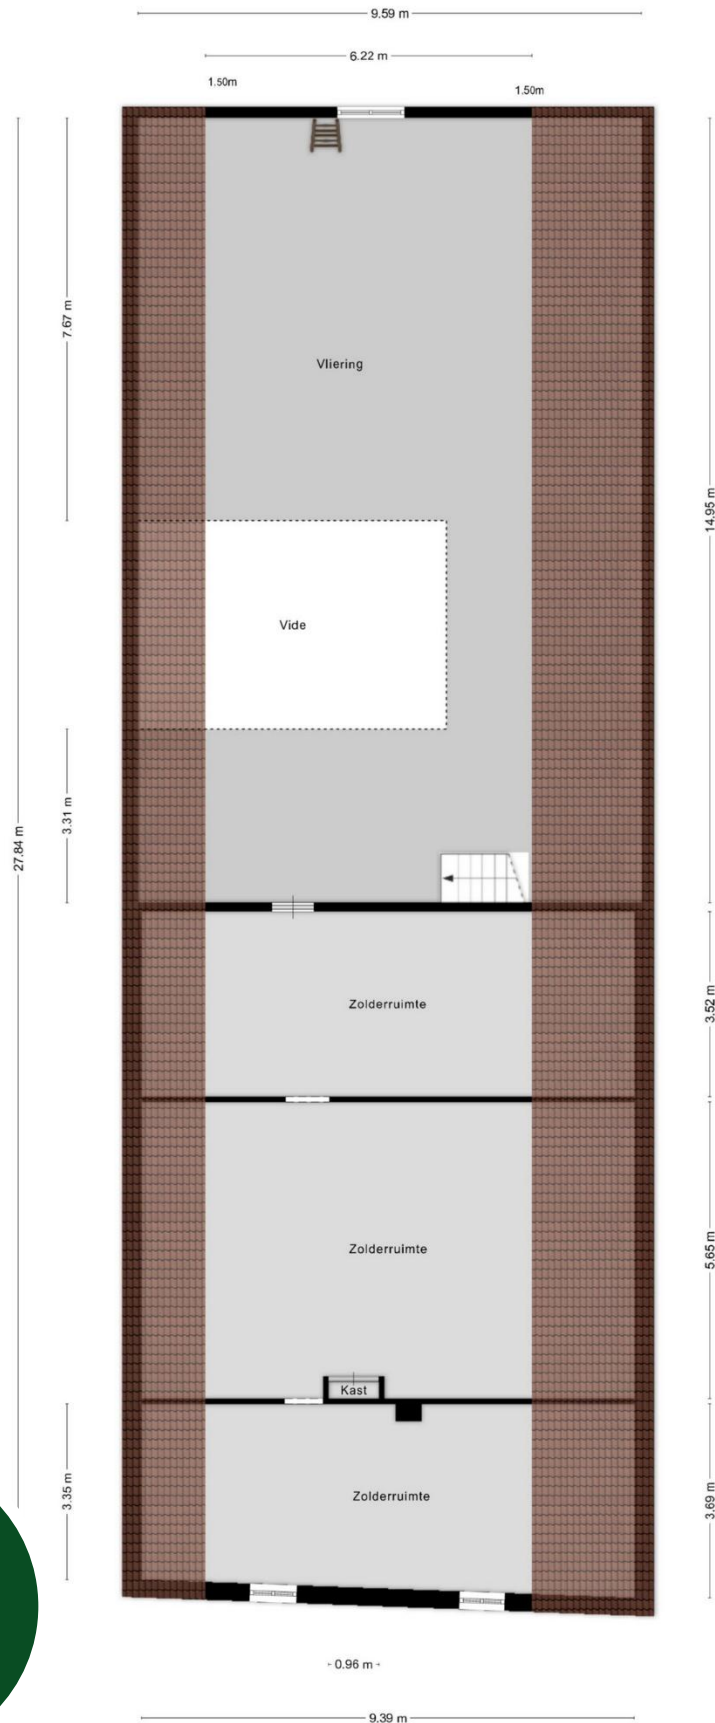 9.59 m
6.22 m
1.50m
1.50m
7.67 m
Vliering
14.95 m
Vide
3.31 m
27.84 m
Zolderruimte
3.52 m
Zolderruimte
5.65 m
Kast
3.35 m
Zolderruimte
3.69 m
0.96 m
9.39 m